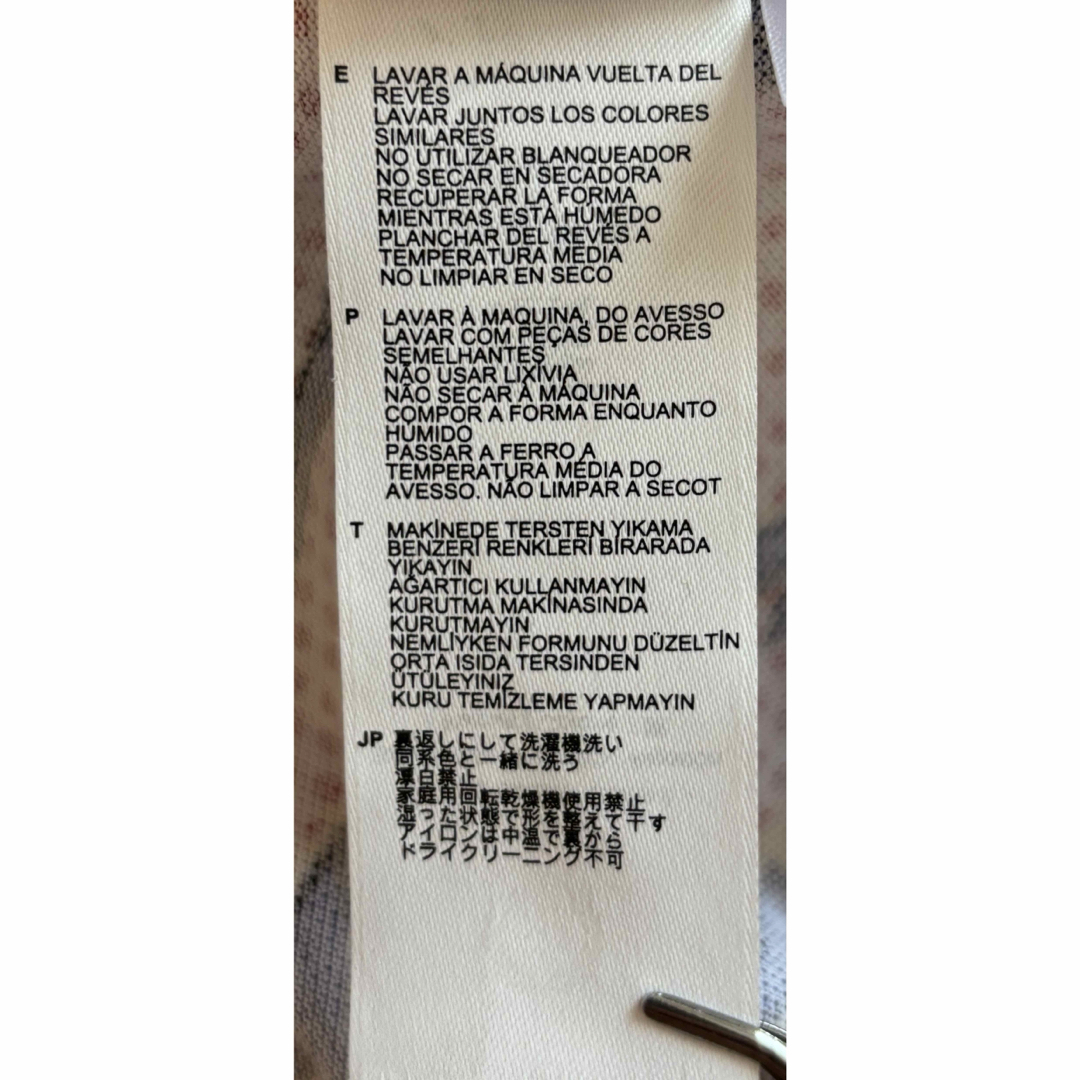 E LAVAR A MÁQUINA VUELTA DEL
REVÉS
LAVAR JUNTOS LOS COLORES
SIMILARES
NO UTILIZAR BLANQUEADOR
NO SECAR EN SECADORA
RECUPERAR LA FORMA
MIENTRAS ESTÁ HÚMEDO
PLANCHAR DEL REVÉS A
TEMPERATURA MEDIA
NO LIMPIAR EN SECO
P LAVAR À MAQUINA, DO AVESSO
LAVAR COM PEÇAS DE CORES
SEMELHANTES
NÃO USAR LIXÍVIA
NÃO SECAR À MÁQUINA
COMPOR A FORMA ENQUANTO
HÚMIDO
PASSAR A FERRO A
TEMPERATURA MÉDIA DO
AVESSO. NÃO LIMPAR A SECOT
T MAKİNEDE TERSTEN YIKAMA
BENZERİ RENKLERİ BİRARADA
YIKAYIN
AĞARTICI KULLANMAYIN
KURUTMA MAKİNASINDA
KURUTMAYIN
NEMLİYKEN FORMUNU DÜZELTİN
ORTA ISIDA TERSINDEN
ÜTÜLEYINIZ
KURU TEMİZLEME YAPMAYIN
JP 裏返しにして洗濯機洗い
同系色と一緒に洗う
漂白禁止
家庭用回転乾燥機使用禁止
湿った状態で形を整えて干す
アイロンは中温で裏から
ドライクリーニング不可